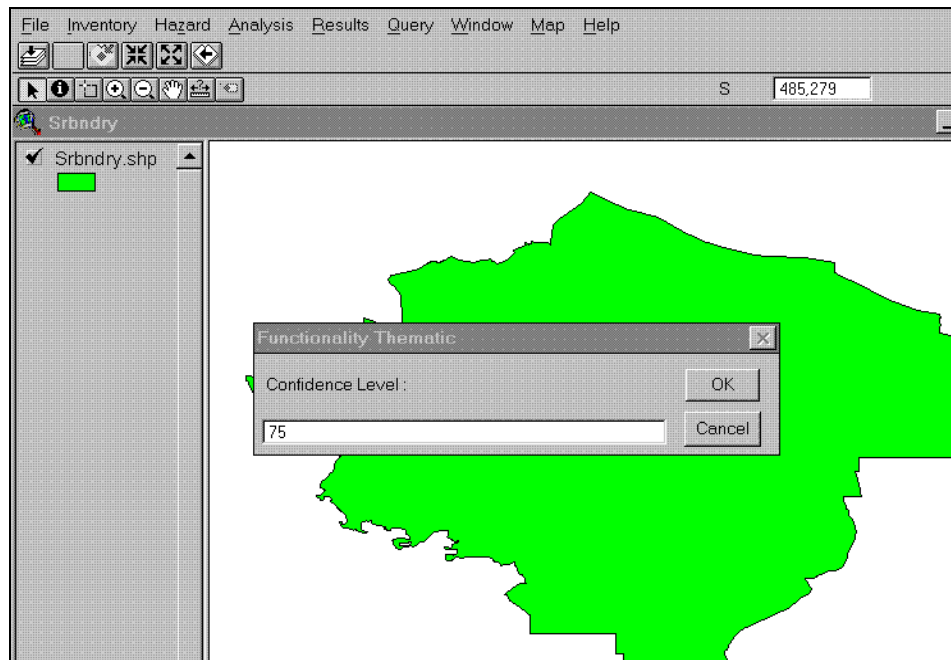 File Inventory Hazard Analysis Results Query Window Map Help
S 485,279
Srbndry
Srbndry.shp
Functionality Thematic
Confidence Level :
OK
75
Cancel